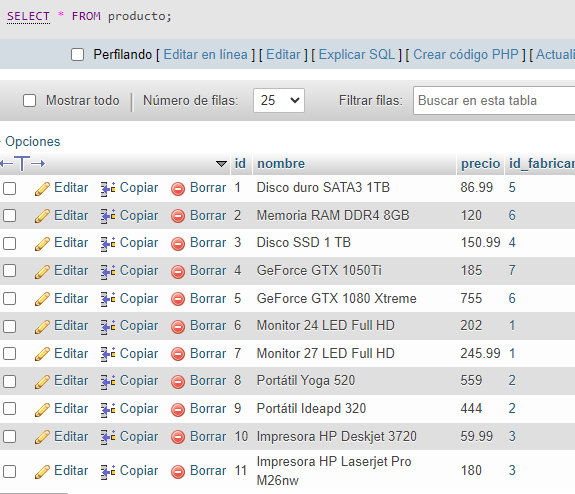 SELECT * FROM producto;
Perfilando [ Editar en línea ] [ Editar ] [ Explicar SQL ] [ Crear código PHP ] [ Actuali
Mostrar todo | Número de filas: 25 Filtrar filas: Buscar en esta tabla
Opciones
id nombre precio id_fabrican
Editar Copiar Borrar 1 Disco duro SATA3 1TB 86.99 5
Editar Copiar Borrar 2 Memoria RAM DDR4 8GB 120 6
Editar Copiar Borrar 3 Disco SSD 1 TB 150.99 4
Editar Copiar Borrar 4 GeForce GTX 1050Ti 185 7
Editar Copiar Borrar 5 GeForce GTX 1080 Xtreme 755 6
Editar Copiar Borrar 6 Monitor 24 LED Full HD 202 1
Editar Copiar Borrar 7 Monitor 27 LED Full HD 245.99 1
Editar Copiar Borrar 8 Portátil Yoga 520 559 2
Editar Copiar Borrar 9 Portátil Ideapd 320 444 2
Editar Copiar Borrar 10 Impresora HP Deskjet 3720 59.99 3
Editar Copiar Borrar 11 Impresora HP Laserjet Pro M26nw 180 3